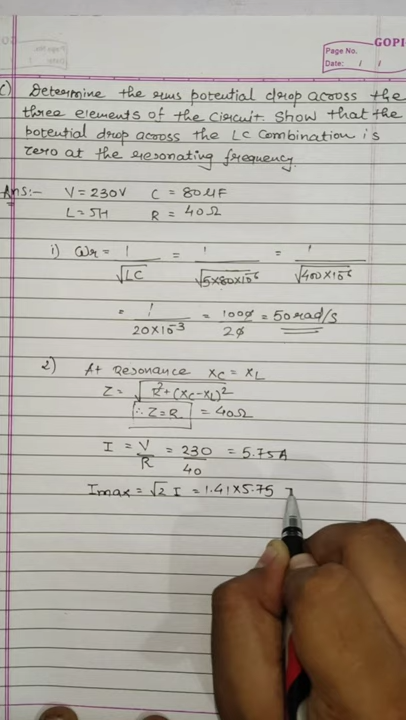 GOPI
Page No.
Date: / /
c) Determine the rms potential drop across the
three elements of the circuit. Show that the
potential drop across the LC Combination is
zero at the resonating frequency.
Ans:- V = 230V C = 80 μF
L = 5H R = 40Ω
i) ωr = 1/√LC = 1/√5×80×10⁻⁶ = 1/√400×10⁻⁶
= 1/20×10⁻³ = 1000/20 = 50 rad/s
2) At Resonance Xc = XL
Z = √R²+(Xc-XL)²
∴ Z = R = 40Ω
I = V/R = 230/40 = 5.75 A
Imax = √2 I = 1.41×5.75